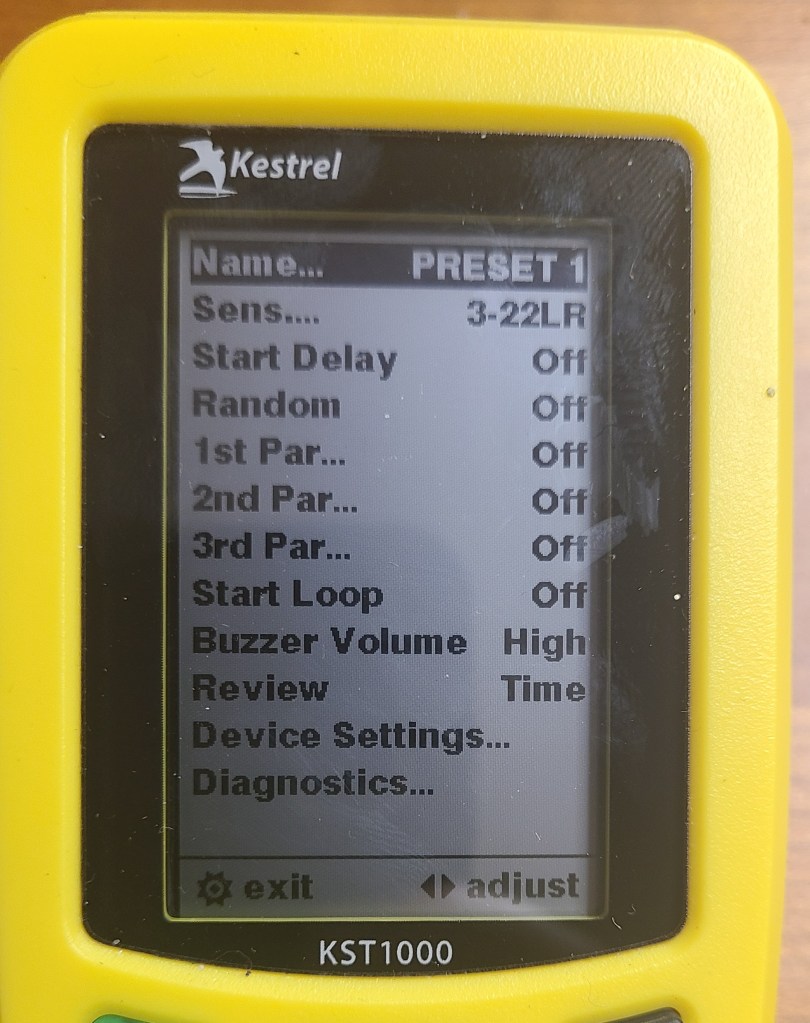 Kestrel
Name... PRESET 1
Sens.... 3-22LR
Start Delay Off
Random Off
1st Par... Off
2nd Par... Off
3rd Par... Off
Start Loop Off
Buzzer Volume High
Review Time
Device Settings...
Diagnostics...
exit adjust
KST1000